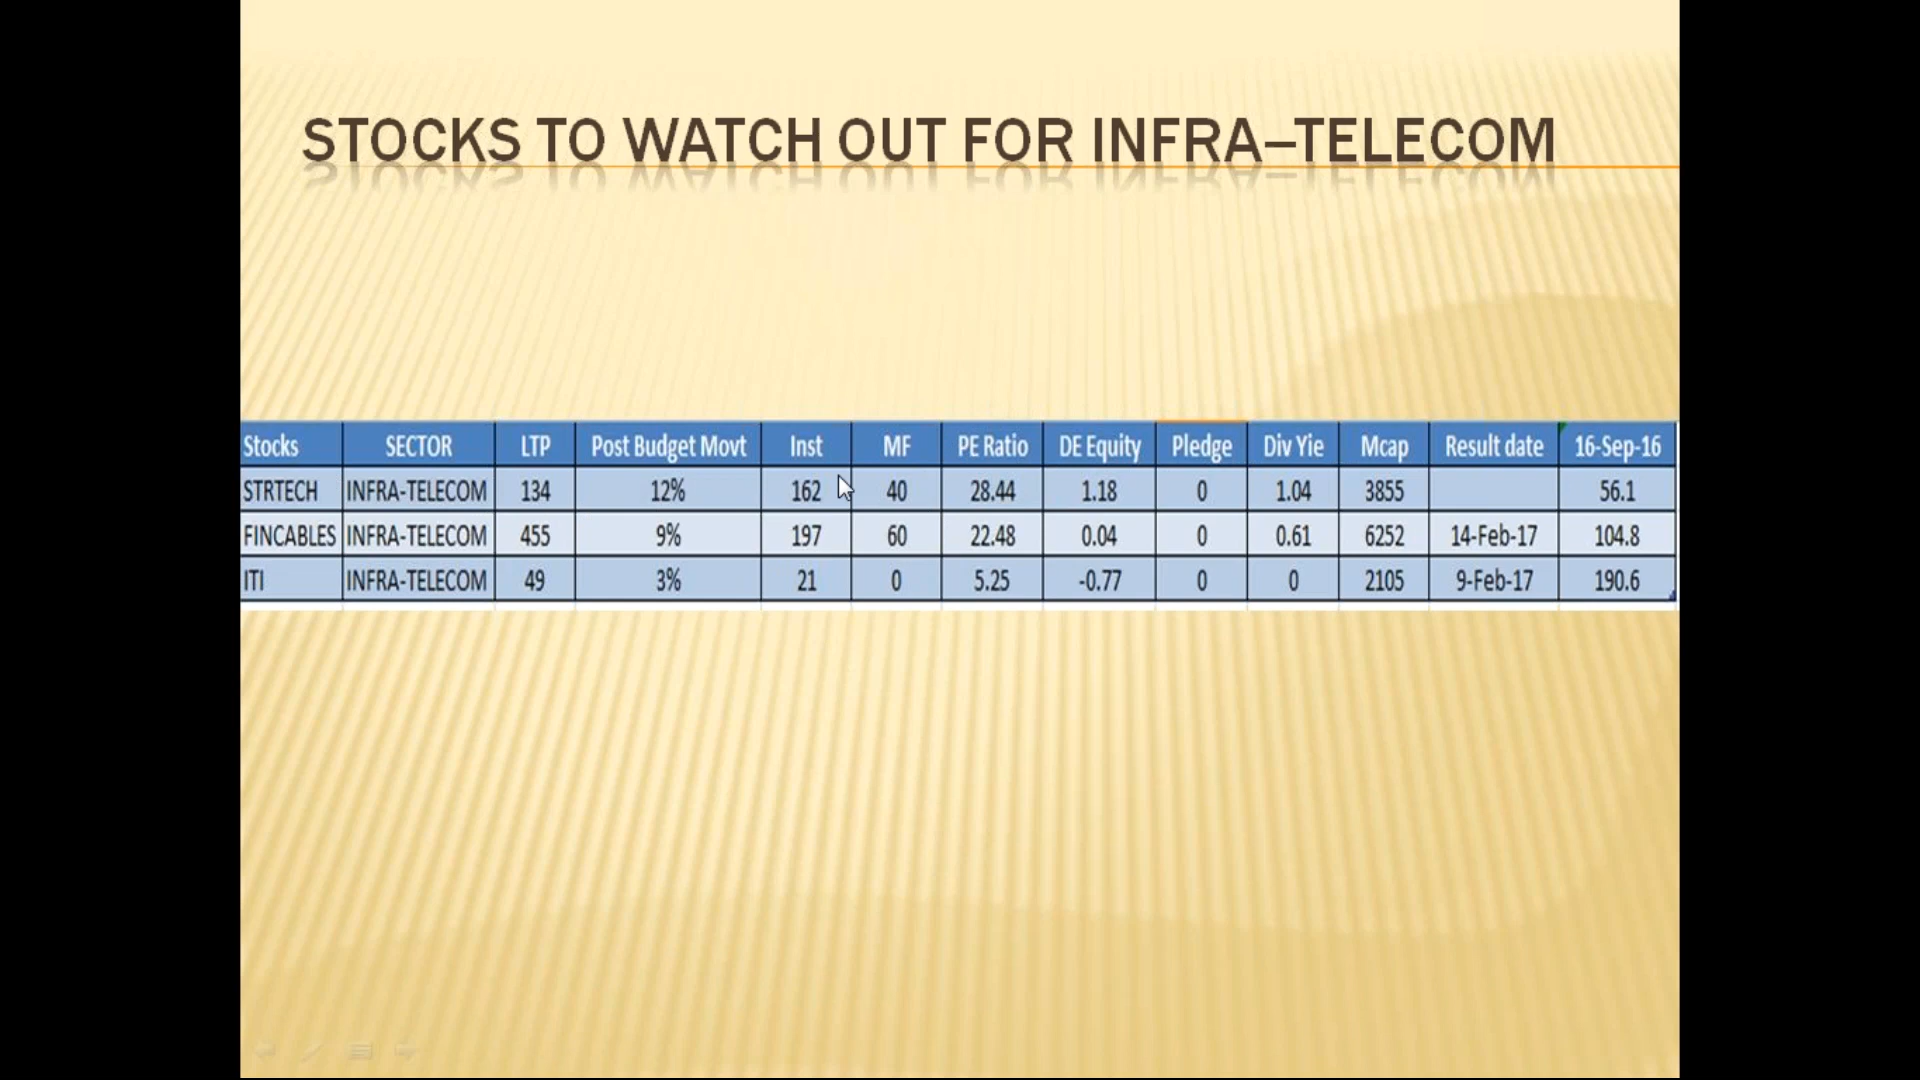 STOCKS TO WATCH OUT FOR INFRA–TELECOM
Stocks SECTOR LTP Post Budget Movt Inst MF PE Ratio DE Equity Pledge Div Yie Mcap Result date 16-Sep-16
STRTECH INFRA-TELECOM 134 12% 162 40 28.44 1.18 0 1.04 3855 56.1
FINCABLES INFRA-TELECOM 455 9% 197 60 22.48 0.04 0 0.61 6252 14-Feb-17 104.8
ITI INFRA-TELECOM 49 3% 21 0 5.25 -0.77 0 0 2105 9-Feb-17 190.6